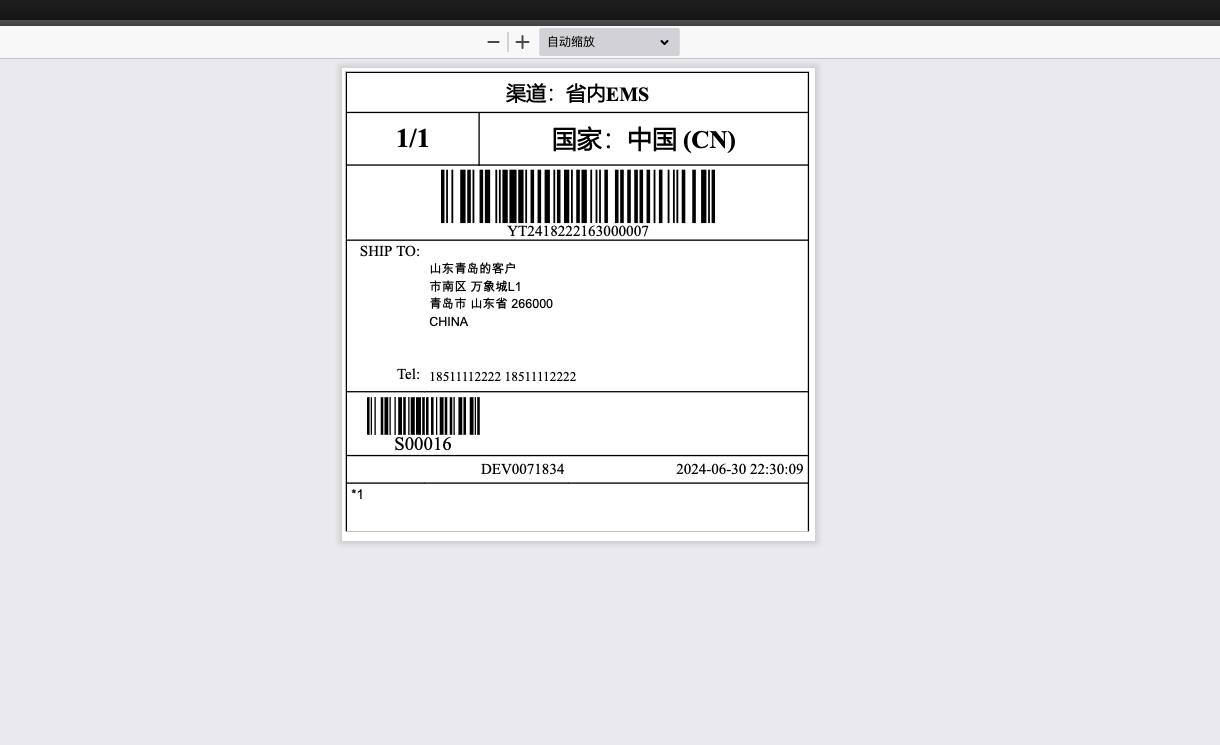 自动缩放
渠道：省内EMS
1/1
国家：中国 (CN)
YT2418222163000007
SHIP TO:
山东青岛的客户
市南区 万象城L1
青岛市 山东省 266000
CHINA
Tel: 18511112222 18511112222
S00016
DEV0071834 2024-06-30 22:30:09
*1